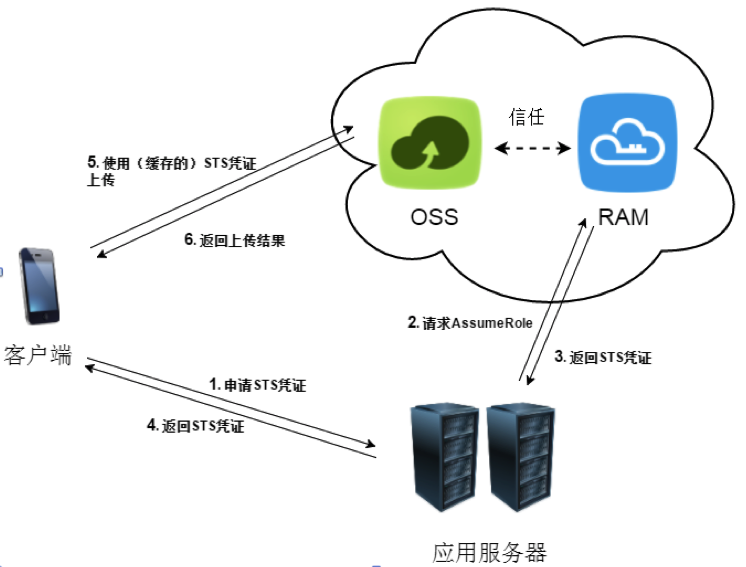 信任
OSS
RAM
5. 使用（缓存的）STS凭证
上传
6. 返回上传结果
客户端
2. 请求AssumeRole
3. 返回STS凭证
1. 申请STS凭证
4. 返回STS凭证
应用服务器